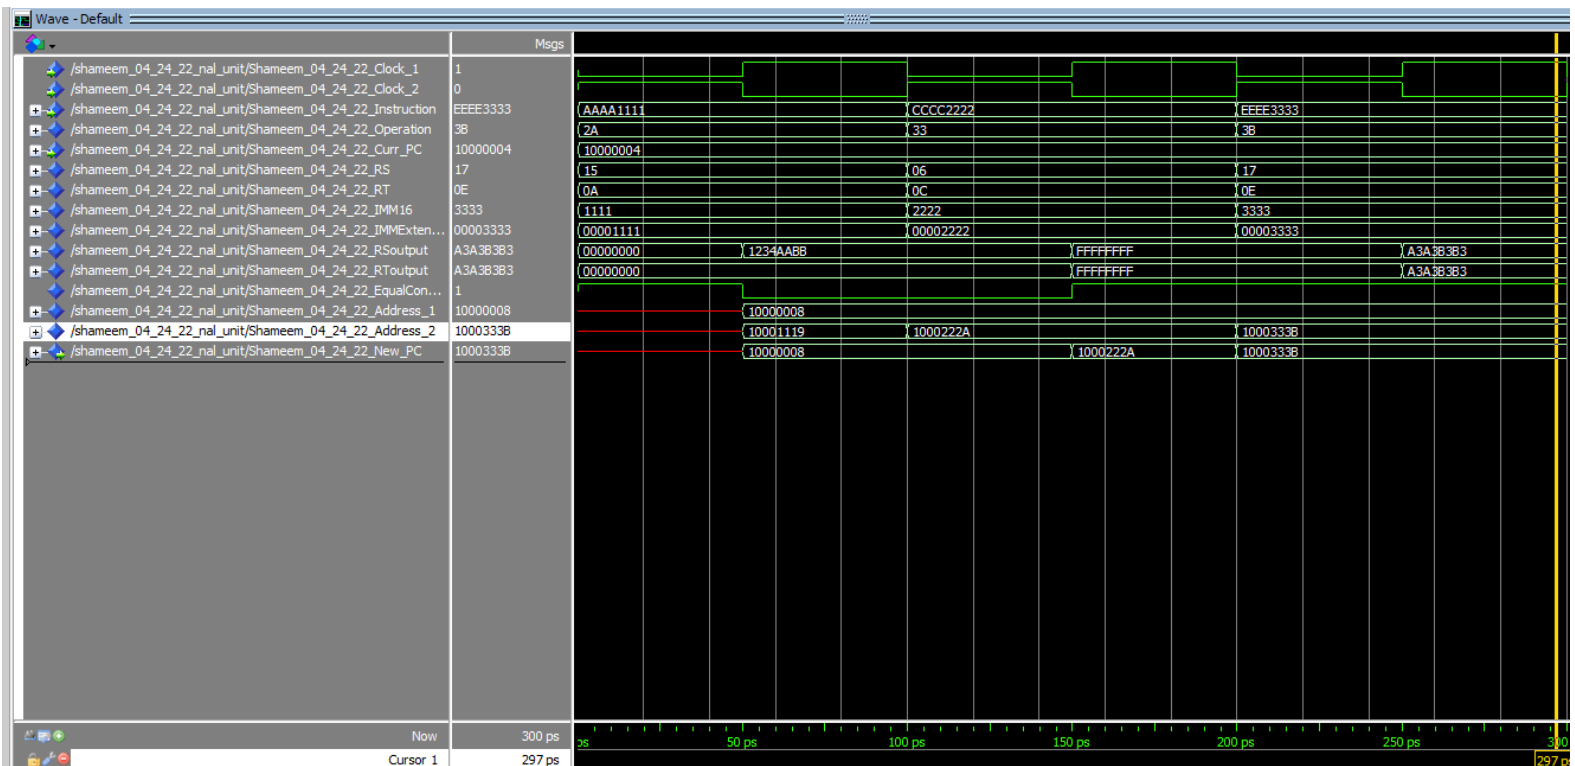 Wave - Default
Msgs
/shameem_04_24_22_nal_unit/Shameem_04_24_22_Clock_1 1
/shameem_04_24_22_nal_unit/Shameem_04_24_22_Clock_2 0
/shameem_04_24_22_nal_unit/Shameem_04_24_22_Instruction EEEE3333 AAAA1111 CCCC2222 EEEE3333
/shameem_04_24_22_nal_unit/Shameem_04_24_22_Operation 3B 2A 33 3B
/shameem_04_24_22_nal_unit/Shameem_04_24_22_Curr_PC 10000004 10000004
/shameem_04_24_22_nal_unit/Shameem_04_24_22_RS 17 15 06 17
/shameem_04_24_22_nal_unit/Shameem_04_24_22_RT 0E 0A 0C 0E
/shameem_04_24_22_nal_unit/Shameem_04_24_22_IMM16 3333 1111 2222 3333
/shameem_04_24_22_nal_unit/Shameem_04_24_22_IMMExten... 00003333 00001111 00002222 00003333
/shameem_04_24_22_nal_unit/Shameem_04_24_22_RSoutput A3A3B3B3 00000000 1234AABB FFFFFFFF A3A3B3B3
/shameem_04_24_22_nal_unit/Shameem_04_24_22_RToutput A3A3B3B3 00000000 FFFFFFFF A3A3B3B3
/shameem_04_24_22_nal_unit/Shameem_04_24_22_EqualCon... 1
/shameem_04_24_22_nal_unit/Shameem_04_24_22_Address_1 10000008 10000008
/shameem_04_24_22_nal_unit/Shameem_04_24_22_Address_2 1000333B 10001119 1000222A 1000333B
/shameem_04_24_22_nal_unit/Shameem_04_24_22_New_PC 1000333B 10000008 1000222A 1000333B
Now 300 ps ps 50 ps 100 ps 150 ps 200 ps 250 ps 300
Cursor 1 297 ps 297 ps